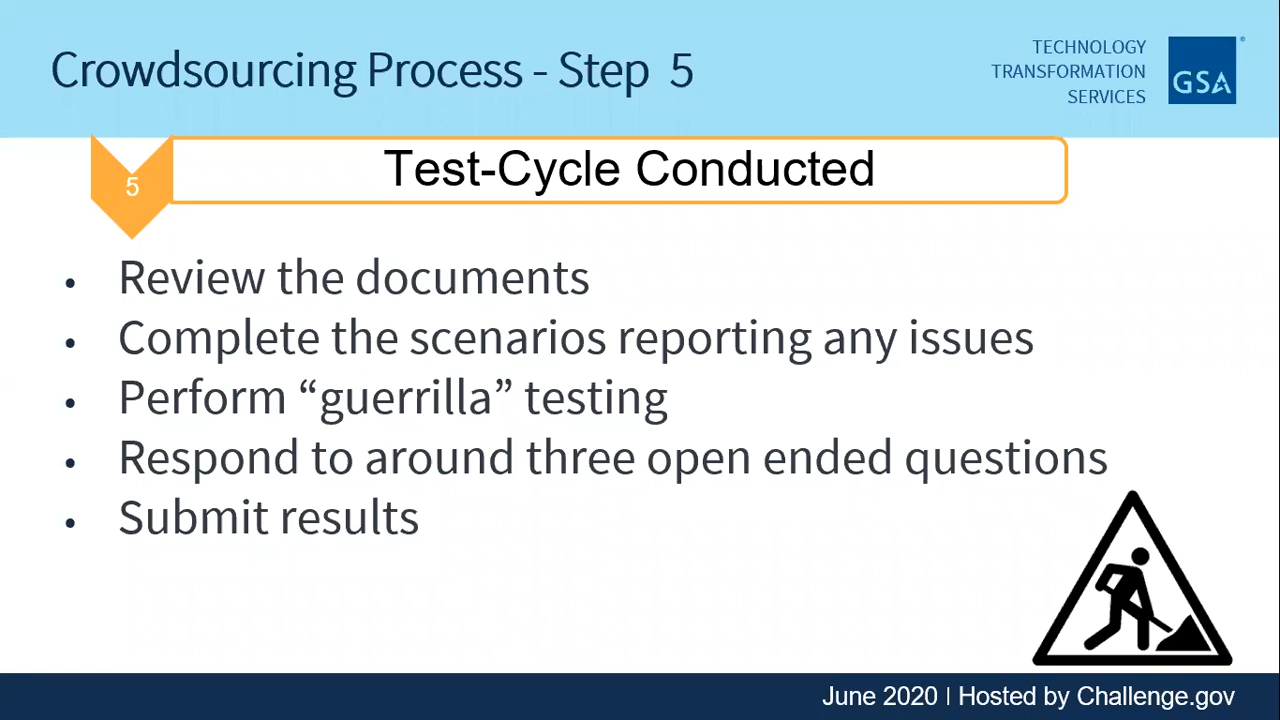 Crowdsourcing Process - Step 5
TECHNOLOGY
TRANSFORMATION
SERVICES
GSA
5
Test-Cycle Conducted
• Review the documents
• Complete the scenarios reporting any issues
• Perform “guerrilla” testing
• Respond to around three open ended questions
• Submit results
June 2020 | Hosted by Challenge.gov